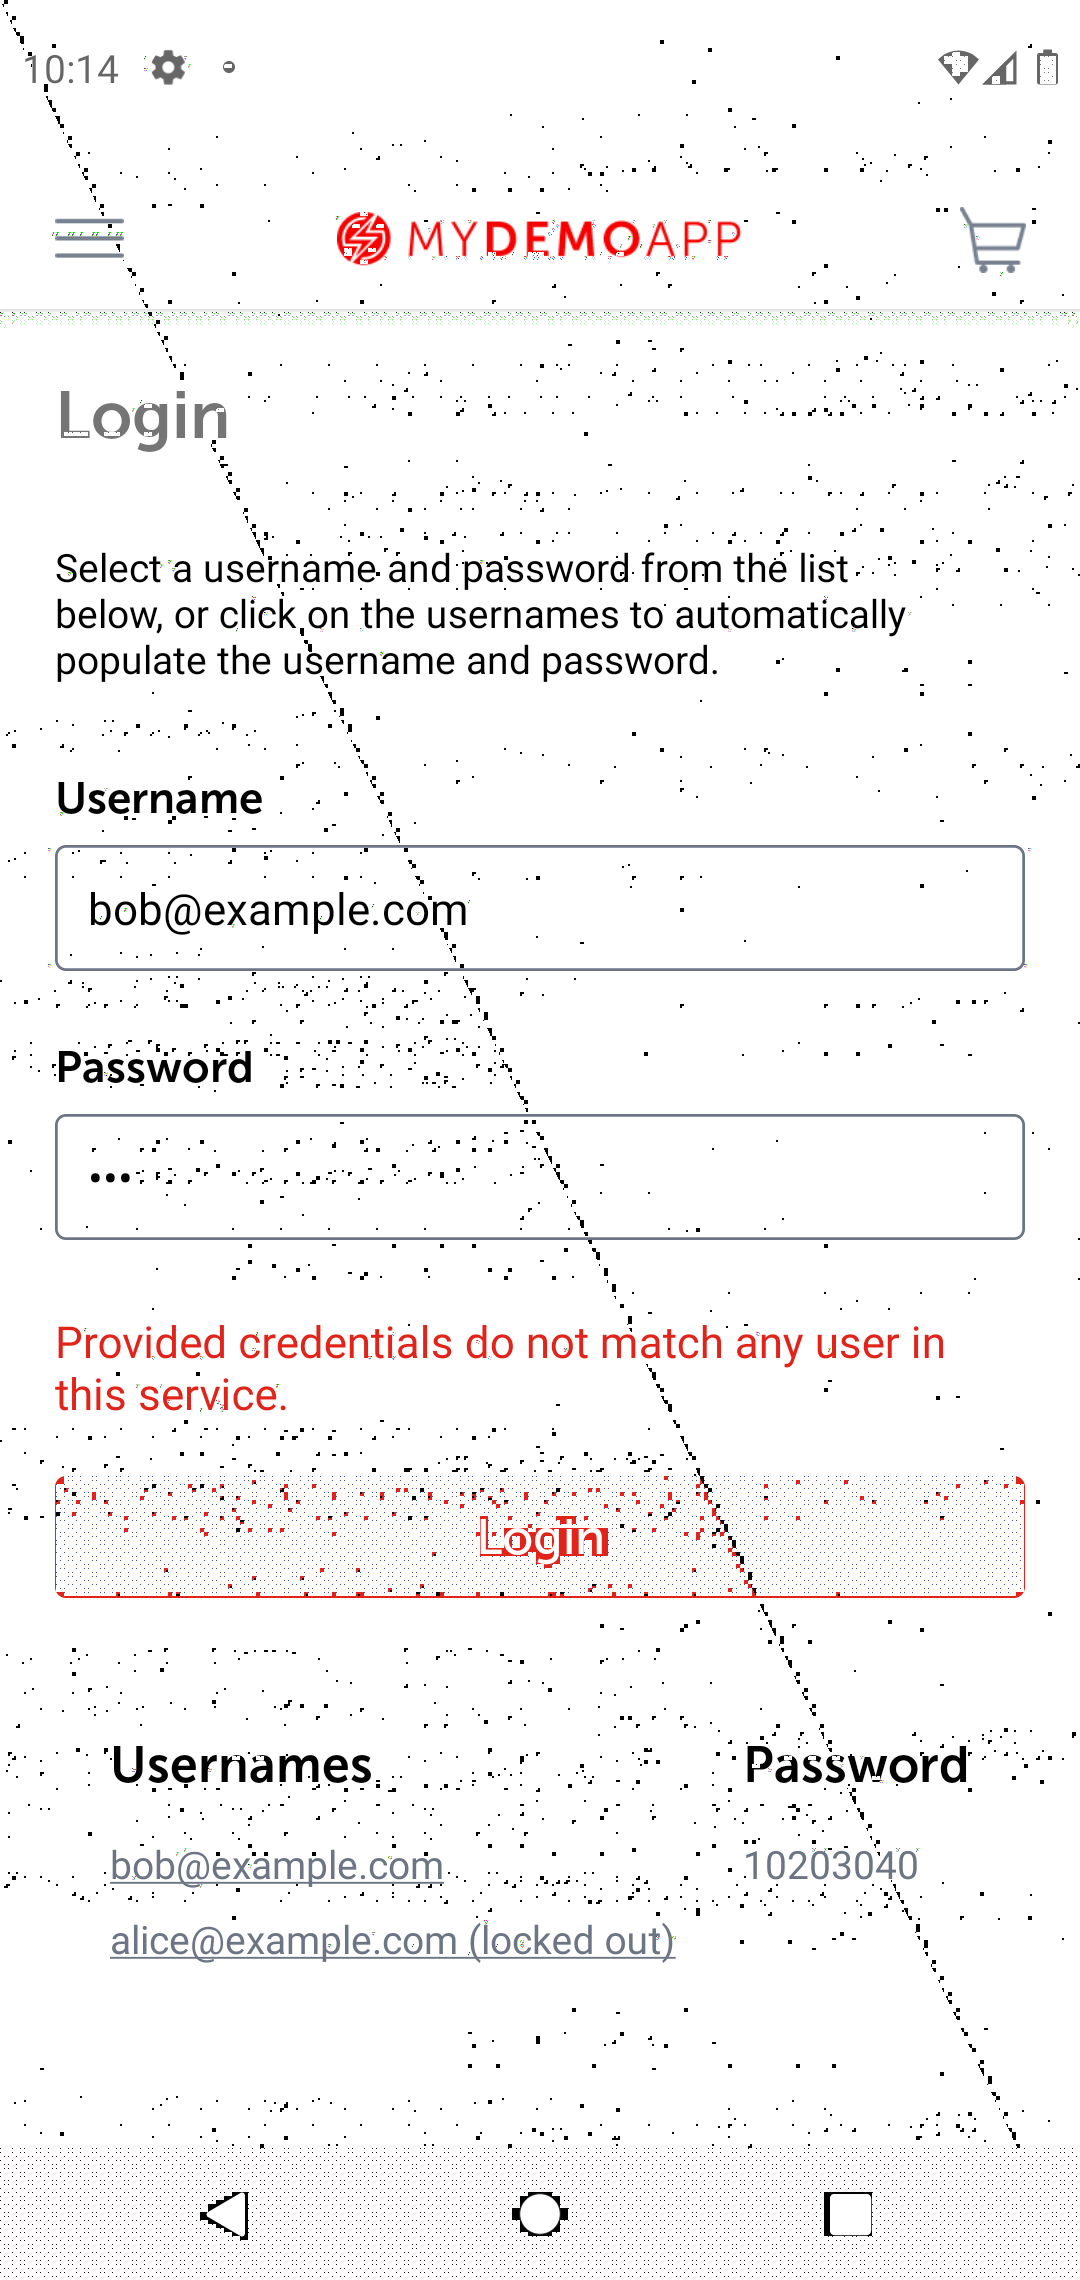 10:14
MYDEMOAPP
Login
Select a username and password from the list
below, or click on the usernames to automatically
populate the username and password.
Username
bob@example.com
Password
•••
Provided credentials do not match any user in
this service.
Login
Usernames
Password
bob@example.com
10203040
alice@example.com (locked out)